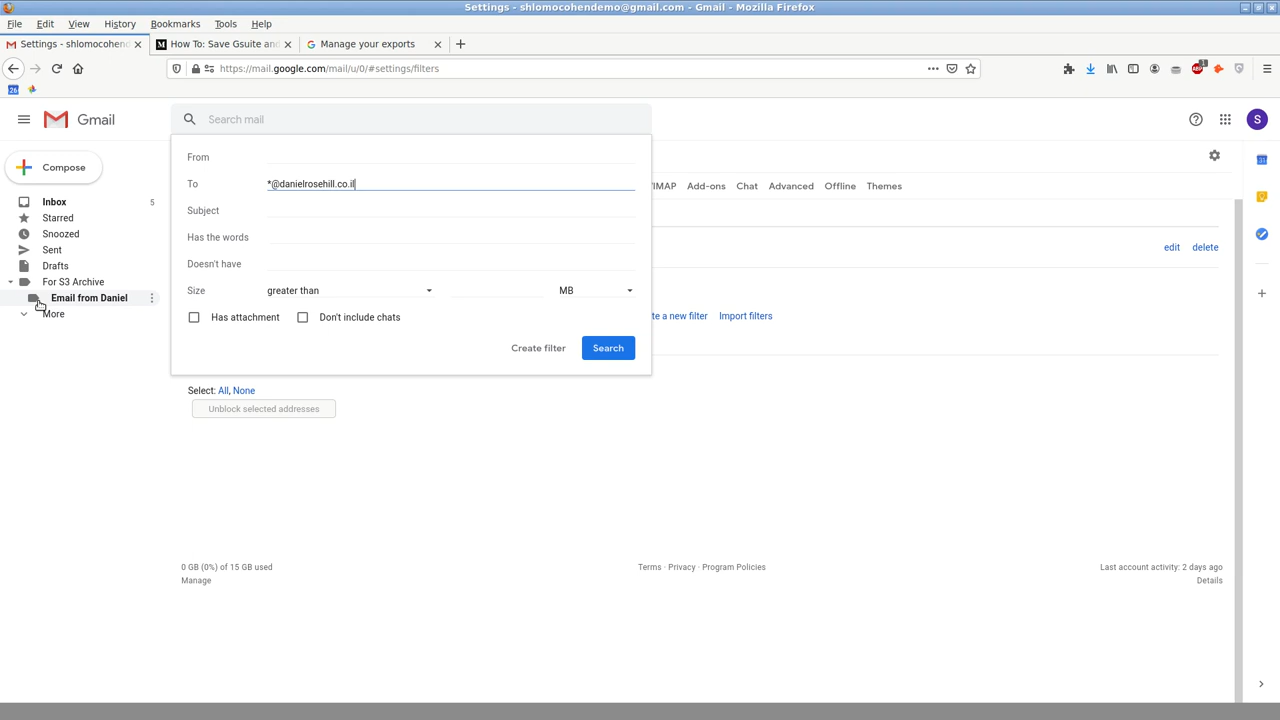 Settings - shlomocohendemo@gmail.com - Gmail - Mozilla Firefox
File Edit View History Bookmarks Tools Help
Settings - shlomocohen How To: Save Gsuite and Manage your exports
https://mail.google.com/mail/u/0/#settings/filters
26
Gmail
Search mail
S
Compose
From
To *@danielrosehill.co.il
/IMAP Add-ons Chat Advanced Offline Themes
Inbox 5
Subject
Starred
Snoozed
Has the words
Sent
edit delete
Drafts
Doesn't have
For S3 Archive
Size greater than MB
Email from Daniel
More
Has attachment Don't include chats
te a new filter Import filters
Create filter Search
Select: All, None
Unblock selected addresses
0 GB (0%) of 15 GB used
Manage
Terms · Privacy · Program Policies
Last account activity: 2 days ago
Details